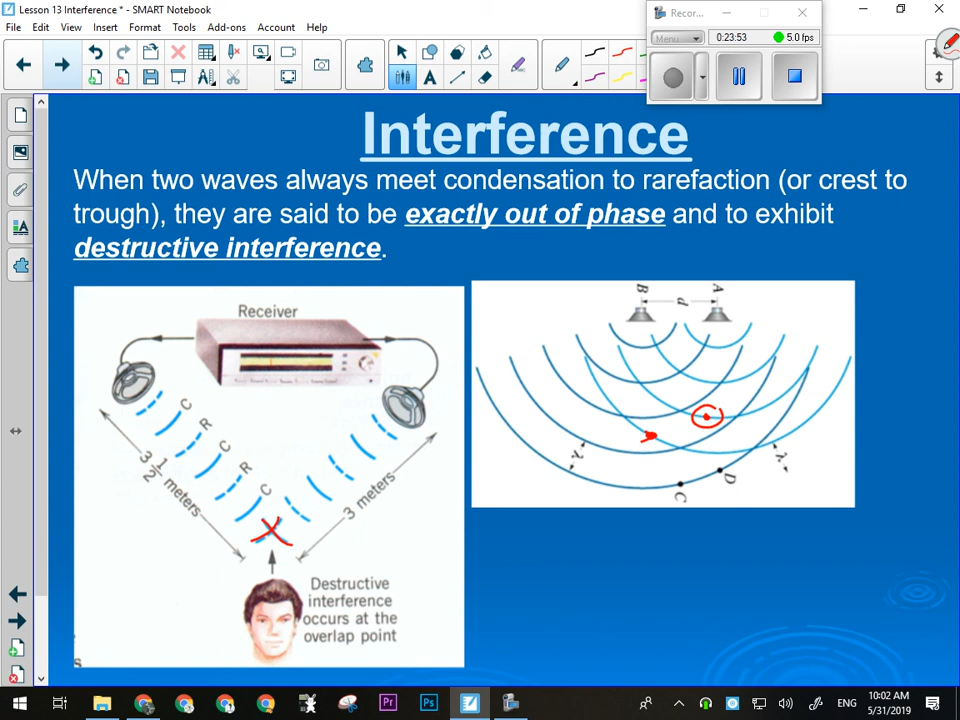 Lesson 13 Interference * - SMART Notebook
File Edit View Insert Format Tools Add-ons Account Help
Recor...
Menu
0:23:53
5.0 fps
Interference
When two waves always meet condensation to rarefaction (or crest to
trough), they are said to be exactly out of phase and to exhibit
destructive interference.
Receiver
C
R
C
R
C
3 1/2 meters
3 meters
Destructive
interference
occurs at the
overlap point
s
B
d
A
λ
λ
D
C
Pr
Ps
ENG
10:02 AM
5/31/2019